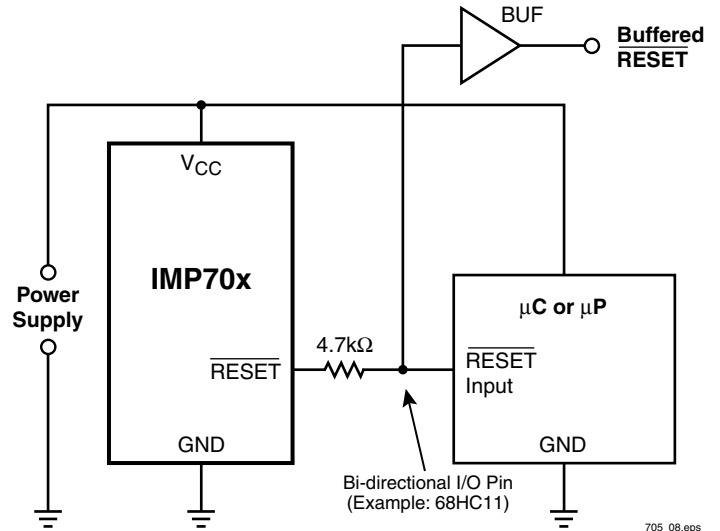 BUF
Buffered
RESET
VCC
IMP70x
Power
Supply
μC or μP
4.7kΩ
RESET
RESET
Input
GND
GND
Bi-directional I/O Pin
(Example: 68HC11)
705_08.eps